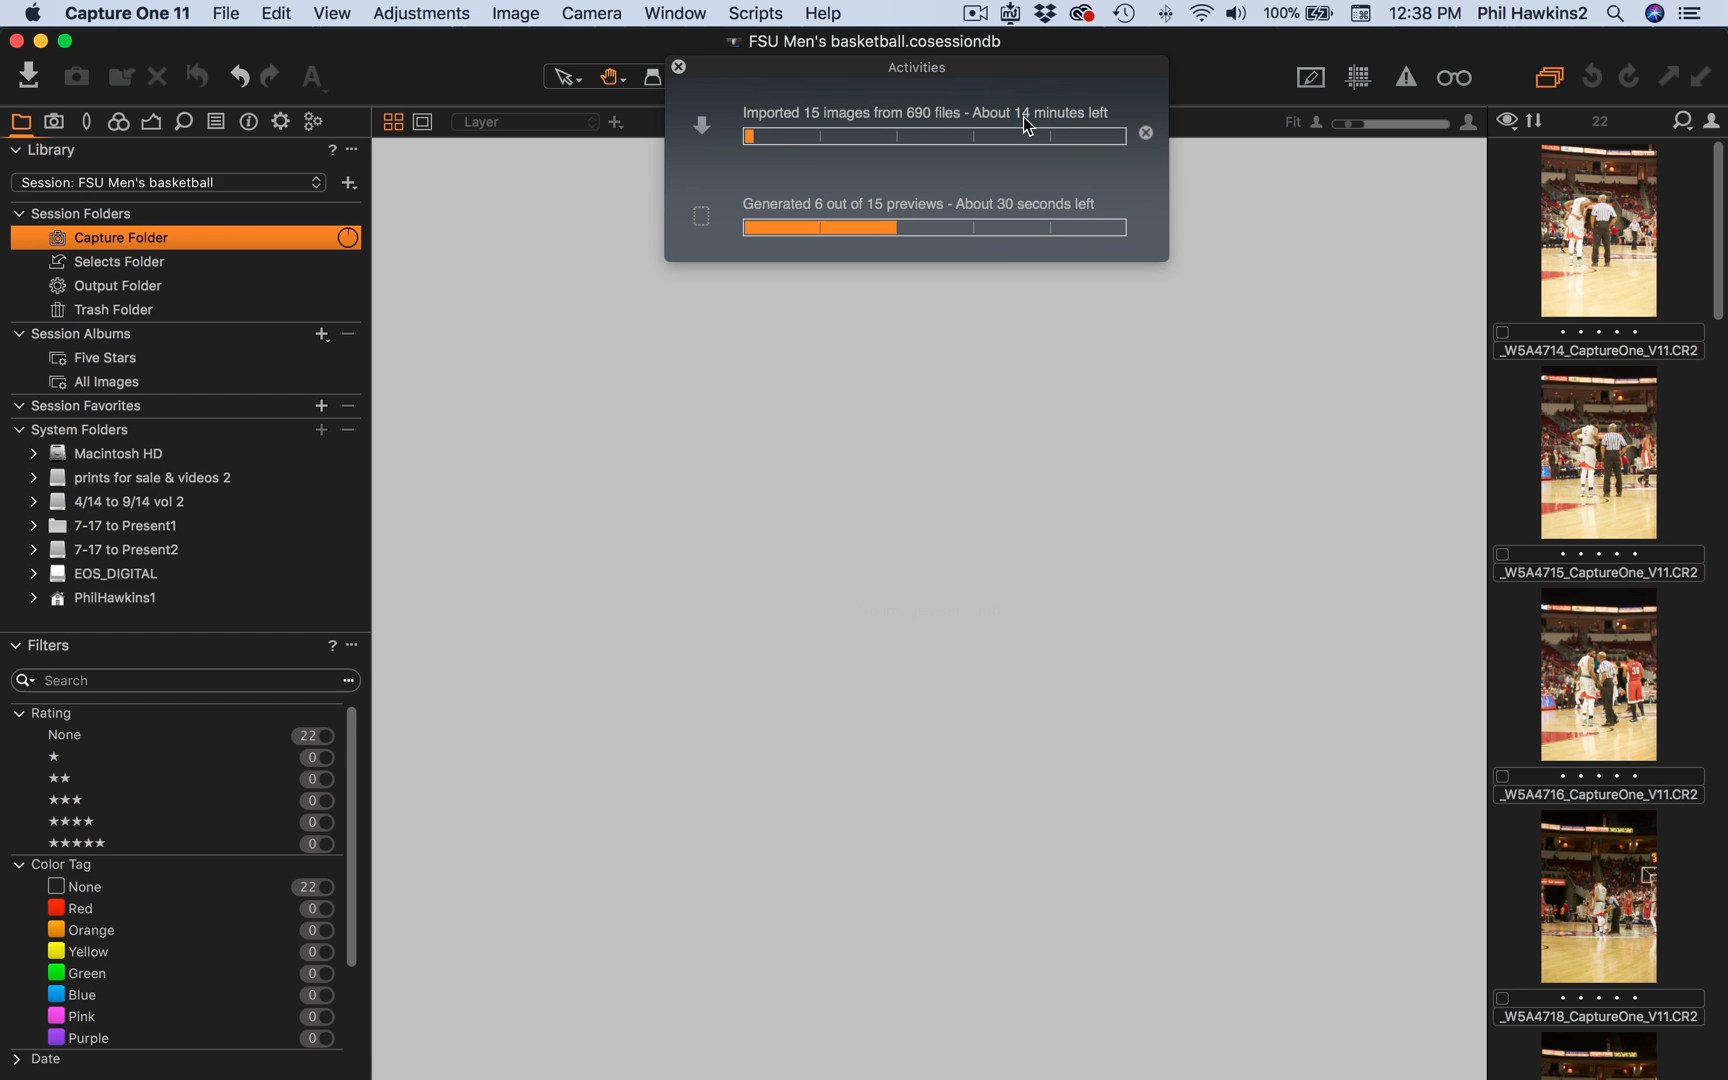 Capture One 11 File Edit View Adjustments Image Camera Window Scripts Help 100% 12:38 PM Phil Hawkins2
FSU Men's basketball.cosessiondb
Activities
Imported 15 images from 690 files - About 14 minutes left
Generated 6 out of 15 previews - About 30 seconds left
Layer
Fit
22
Library
Session: FSU Men's basketball
Session Folders
Capture Folder
Selects Folder
Output Folder
Trash Folder
Session Albums
Five Stars
All Images
Session Favorites
System Folders
Macintosh HD
prints for sale & videos 2
4/14 to 9/14 vol 2
7-17 to Present1
7-17 to Present2
EOS_DIGITAL
PhilHawkins1
Filters
Search
Rating
None 22
★ 0
★★ 0
★★★ 0
★★★★ 0
★★★★★ 0
Color Tag
None 22
Red 0
Orange 0
Yellow 0
Green 0
Blue 0
Pink 0
Purple 0
Date
_W5A4714_CaptureOne_V11.CR2
_W5A4715_CaptureOne_V11.CR2
_W5A4716_CaptureOne_V11.CR2
_W5A4718_CaptureOne_V11.CR2